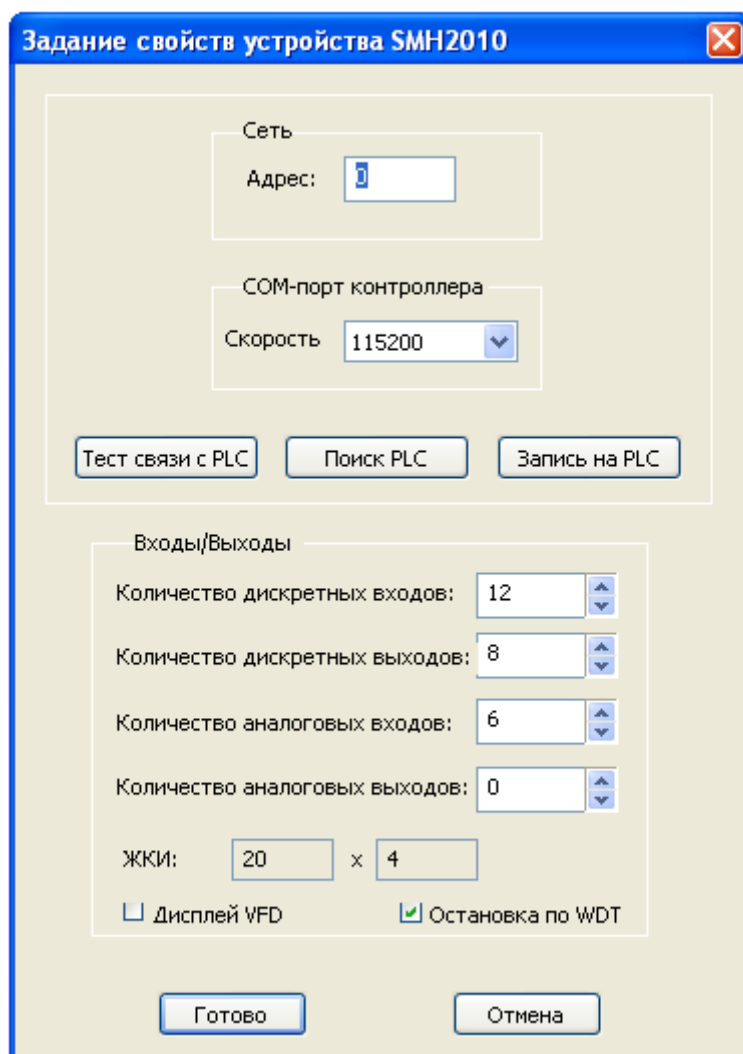 Задание свойств устройства SMH2010
Сеть
Адрес: 0
COM-порт контроллера
Скорость 115200
Тест связи с PLC Поиск PLC Запись на PLC
Входы/Выходы
Количество дискретных входов: 12
Количество дискретных выходов: 8
Количество аналоговых входов: 6
Количество аналоговых выходов: 0
ЖКИ: 20 x 4
Дисплей VFD Остановка по WDT
Готово Отмена